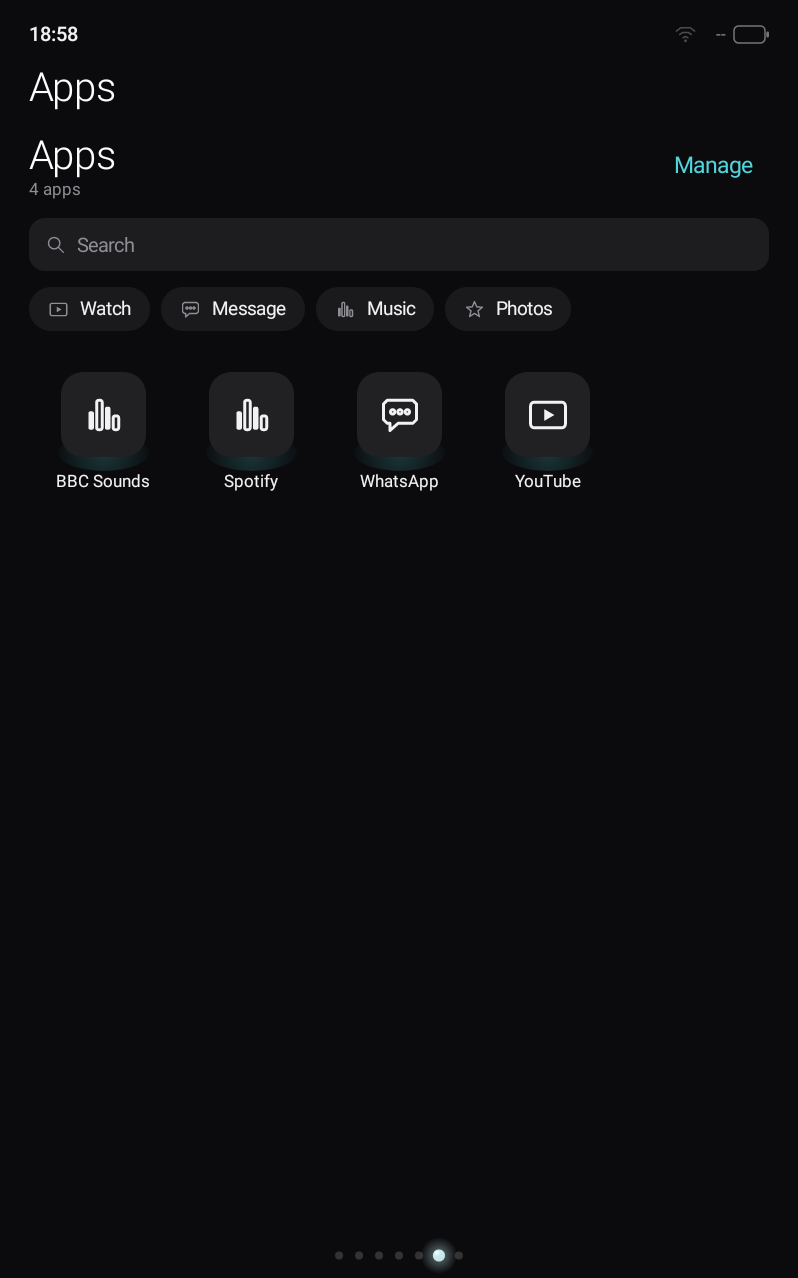 18:58
--
Apps
Apps
Manage
4 apps
Search
Watch
Message
Music
Photos
BBC Sounds
Spotify
WhatsApp
YouTube